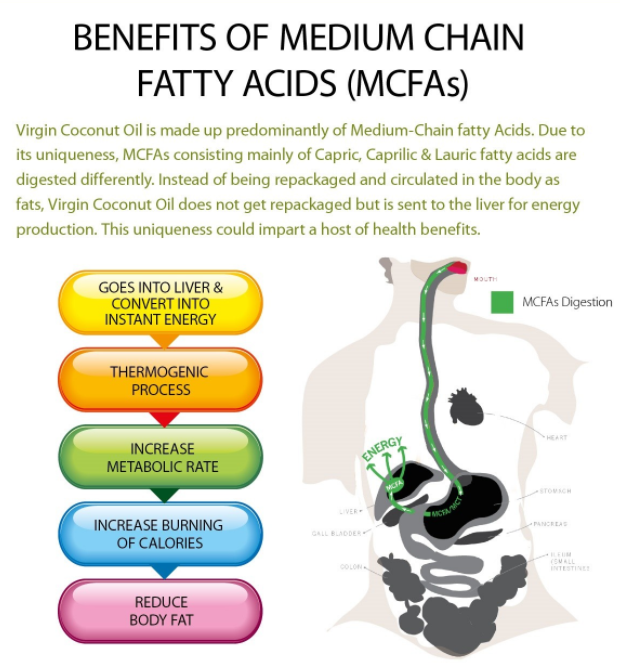 BENEFITS OF MEDIUM CHAIN
FATTY ACIDS (MCFAs)
Virgin Coconut Oil is made up predominantly of Medium-Chain fatty Acids. Due to
its uniqueness, MCFAs consisting mainly of Capric, Caprilic & Lauric fatty acids are
digested differently. Instead of being repackaged and circulated in the body as
fats, Virgin Coconut Oil does not get repackaged but is sent to the liver for energy
production. This uniqueness could impart a host of health benefits.
GOES INTO LIVER &
CONVERT INTO
INSTANT ENERGY
THERMOGENIC
PROCESS
INCREASE
METABOLIC RATE
INCREASE BURNING
OF CALORIES
REDUCE
BODY FAT
MOUTH
MCFAs Digestion
HEART
ENERGY
MCFA
MCFA/MCT
STOMACH
LIVER
PANCREAS
GALL BLADDER
COLON
ILIUM
(SMALL
INTESTINES)